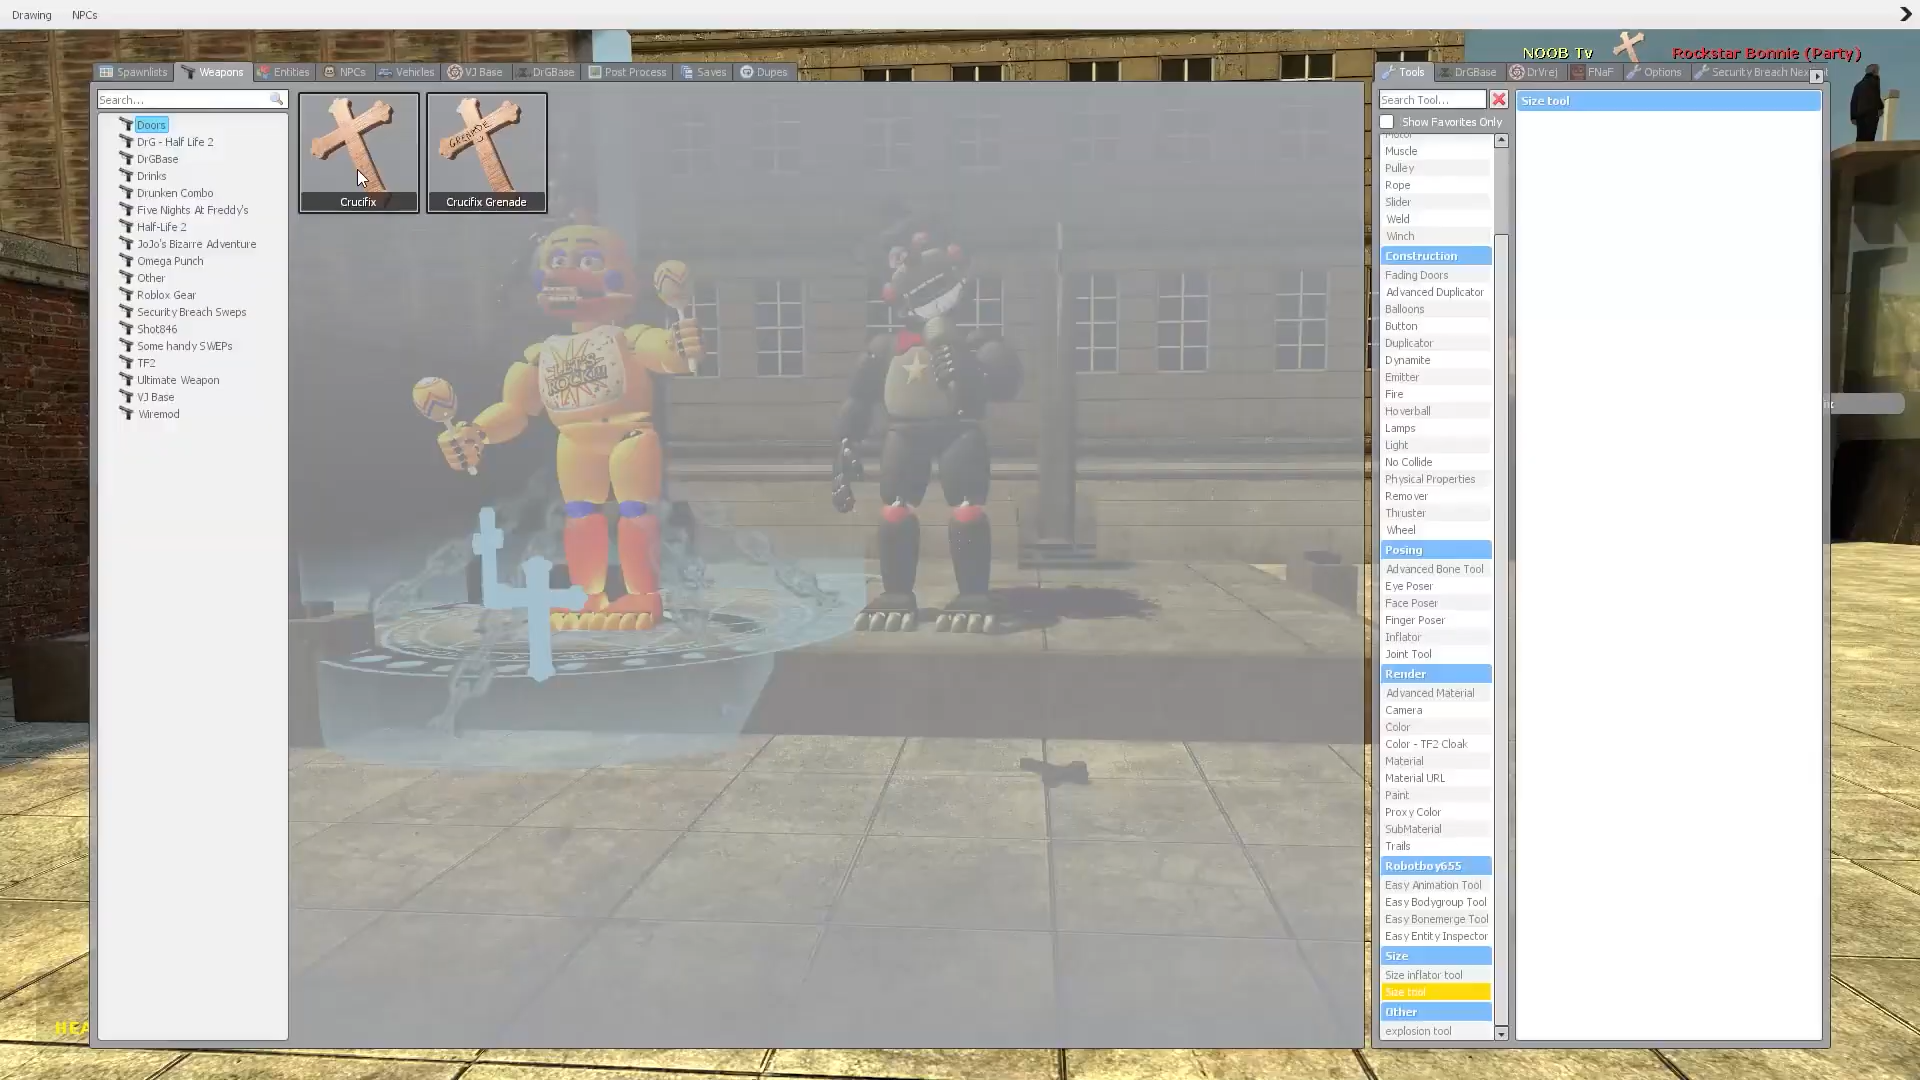 Drawing NPCs
NOOB Tv Rockstar Bonnie (Party)
Spawnlists Weapons Entities NPCs Vehicles VJ Base DrGBase Post Process Saves Dupes
Search...
Doors
DrG - Half Life 2
DrGBase
Drinks
Drunken Combo
Five Nights At Freddy's
Half-Life 2
JoJo's Bizarre Adventure
Omega Punch
Other
Roblox Gear
Security Breach Sweps
Shot846
Some handy SWEPs
TF2
Ultimate Weapon
VJ Base
Wiremod
GRENADE
Crucifix Crucifix Grenade
LET'S
ROCK!!!
Tools DrGBase DrVrej FNaF Options Security Breach Nex
Search Tool...
Show Favorites Only
Motor
Muscle
Pulley
Rope
Slider
Weld
Winch
Construction
Fading Doors
Advanced Duplicator
Balloons
Button
Duplicator
Dynamite
Emitter
Fire
Hoverball
Lamps
Light
No Collide
Physical Properties
Remover
Thruster
Wheel
Posing
Advanced Bone Tool
Eye Poser
Face Poser
Finger Poser
Inflator
Joint Tool
Render
Advanced Material
Camera
Color
Color - TF2 Cloak
Material
Material URL
Paint
Proxy Color
SubMaterial
Trails
Robotboy655
Easy Animation Tool
Easy Bodygroup Tool
Easy Bonemerge Tool
Easy Entity Inspector
Size
Size inflator tool
Size tool
Other
explosion tool
Size tool
HEA